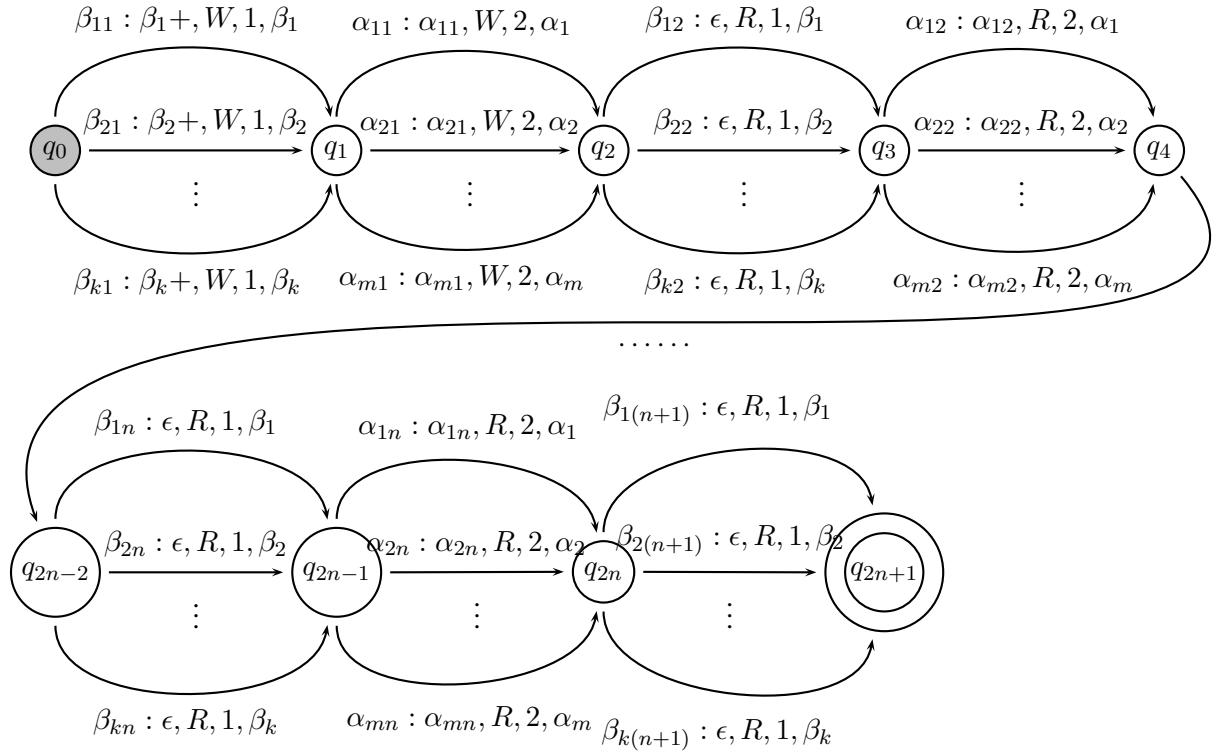 β₁₁ : β₁+, W, 1, β₁ α₁₁ : α₁₁, W, 2, α₁ β₁₂ : ϵ, R, 1, β₁ α₁₂ : α₁₂, R, 2, α₁
β₂₁ : β₂+, W, 1, β₂ α₂₁ : α₂₁, W, 2, α₂ β₂₂ : ϵ, R, 1, β₂ α₂₂ : α₂₂, R, 2, α₂
q₀ q₁ q₂ q₃ q₄
⋮ ⋮ ⋮ ⋮
βₖ₁ : βₖ+, W, 1, βₖ αₘ₁ : αₘ₁, W, 2, αₘ βₖ₂ : ϵ, R, 1, βₖ αₘ₂ : αₘ₂, R, 2, αₘ
......
β₁ₙ : ϵ, R, 1, β₁ α₁ₙ : α₁ₙ, R, 2, α₁ β₁₍ₙ₊₁₎ : ϵ, R, 1, β₁
β₂ₙ : ϵ, R, 1, β₂ α₂ₙ : α₂ₙ, R, 2, α₂ β₂₍ₙ₊₁₎ : ϵ, R, 1, β₂
q₂ₙ₋₂ q₂ₙ₋₁ q₂ₙ q₂ₙ₊₁
⋮ ⋮ ⋮
βₖₙ : ϵ, R, 1, βₖ αₘₙ : αₘₙ, R, 2, αₘ βₖ₍ₙ₊₁₎ : ϵ, R, 1, βₖ